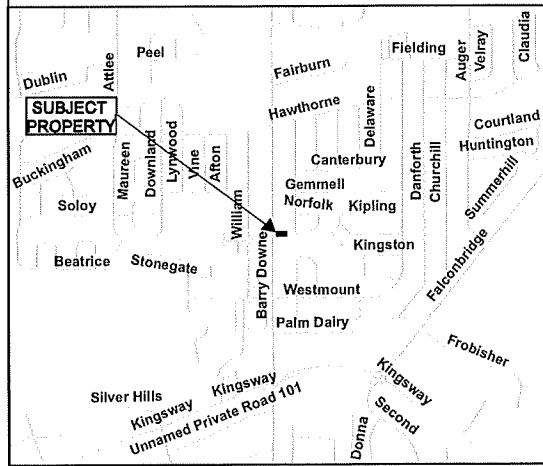 Peel
Fielding
Auger
Velray
Claudia
Dublin
Attlee
Fairburn
SUBJECT
PROPERTY
Hawthorne
Delaware
Courtland
Huntington
Buckingham
Maureen
Downland
Lynwood
Vine
Afton
Canterbury
Danforth
Churchill
Summerhill
Gemmell
Norfolk
Kipling
Soloy
William
Kingston
Beatrice
Stonegate
Barry Downe
Westmount
Falconbridge
Palm Dairy
Frobisher
Silver Hills
Kingsway
Kingsway
Kingsway
Unnamed Private Road 101
Donna
Second